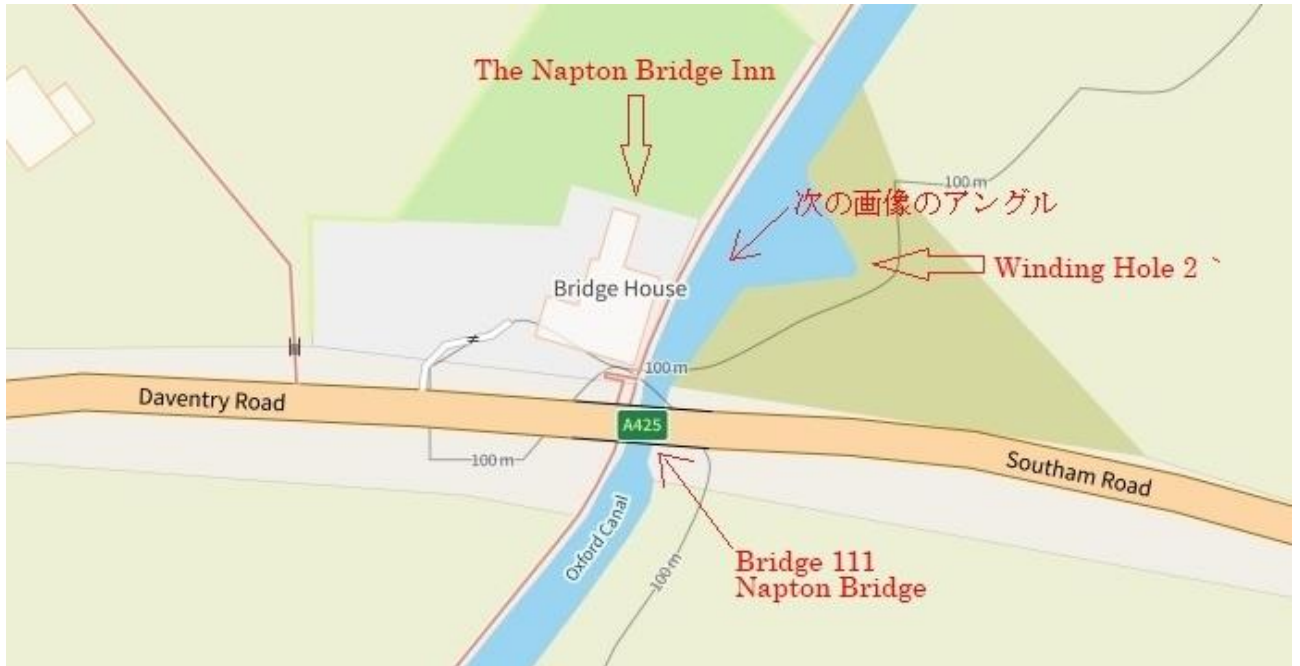 The Napton Bridge Inn
100 m
次の画像のアングル
Winding Hole 2 `
Bridge House
100 m
Daventry Road
A425
100 m
Southam Road
Oxford Canal
Bridge 111
Napton Bridge
100 m